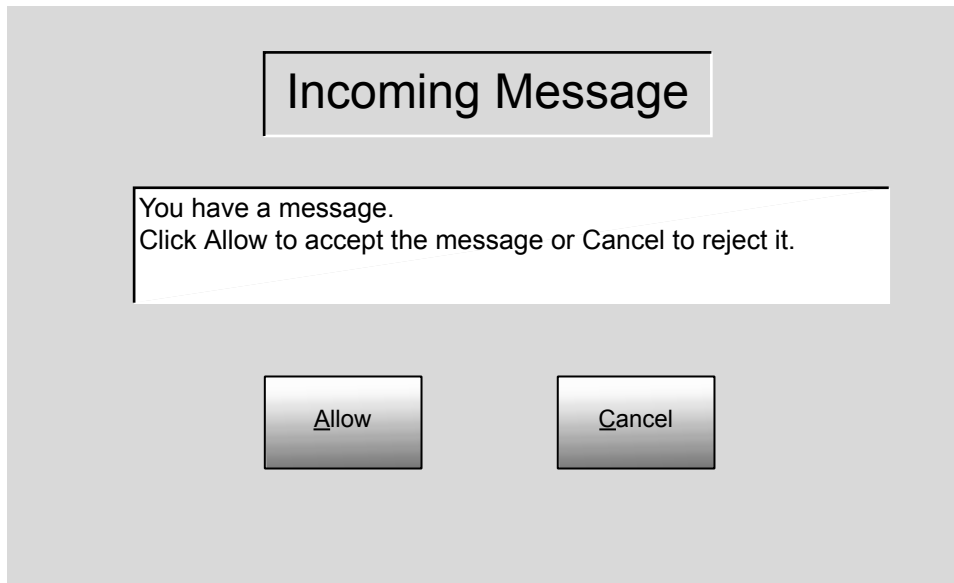 Incoming Message
You have a message.
Click Allow to accept the message or Cancel to reject it.
Allow
Cancel